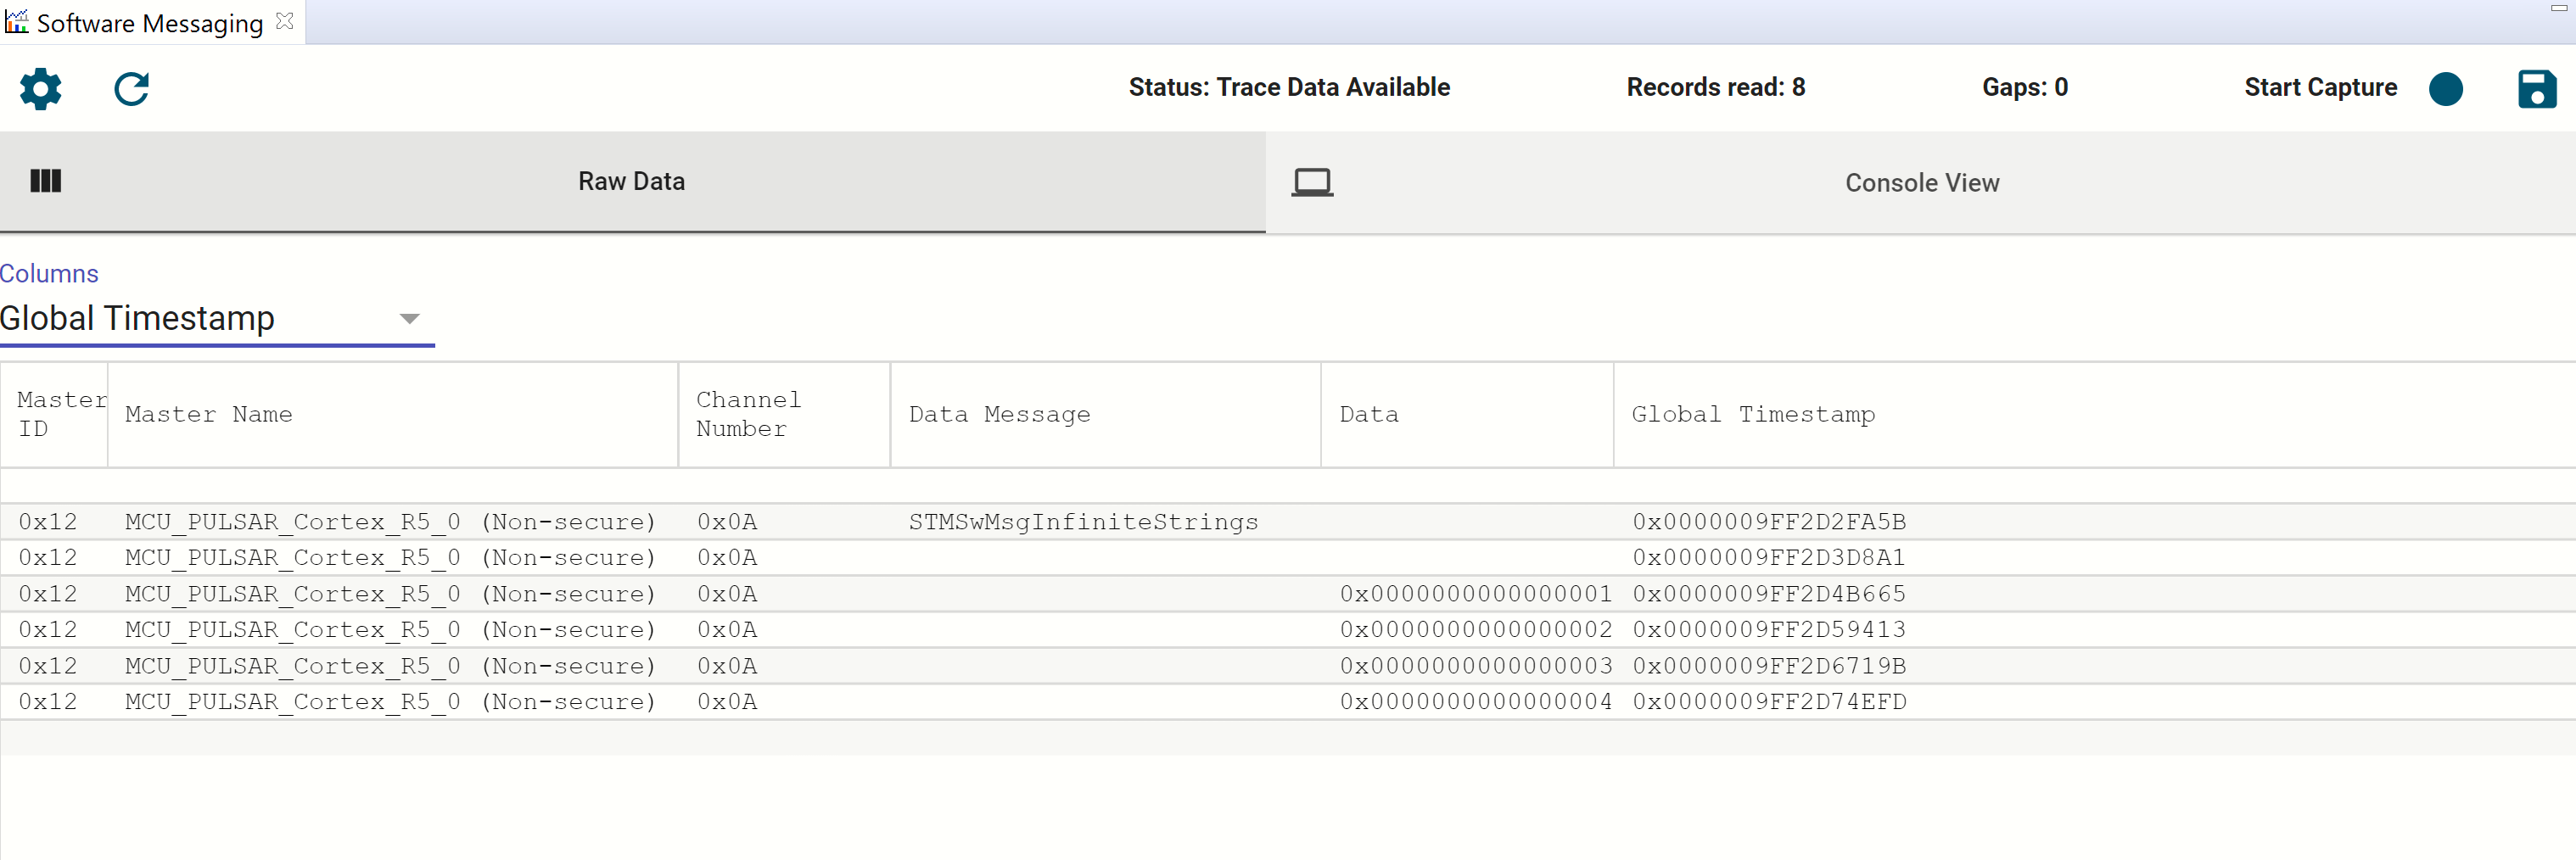 Software Messaging
Status: Trace Data Available Records read: 8 Gaps: 0 Start Capture
Raw Data Console View
Columns
Global Timestamp
Master ID Master Name Channel Number Data Message Data Global Timestamp
0x12 MCU_PULSAR_Cortex_R5_0 (Non-secure) 0x0A STMSwMsgInfiniteStrings 0x0000009FF2D2FA5B
0x12 MCU_PULSAR_Cortex_R5_0 (Non-secure) 0x0A 0x0000009FF2D3D8A1
0x12 MCU_PULSAR_Cortex_R5_0 (Non-secure) 0x0A 0x0000000000000001 0x0000009FF2D4B665
0x12 MCU_PULSAR_Cortex_R5_0 (Non-secure) 0x0A 0x0000000000000002 0x0000009FF2D59413
0x12 MCU_PULSAR_Cortex_R5_0 (Non-secure) 0x0A 0x0000000000000003 0x0000009FF2D6719B
0x12 MCU_PULSAR_Cortex_R5_0 (Non-secure) 0x0A 0x0000000000000004 0x0000009FF2D74EFD